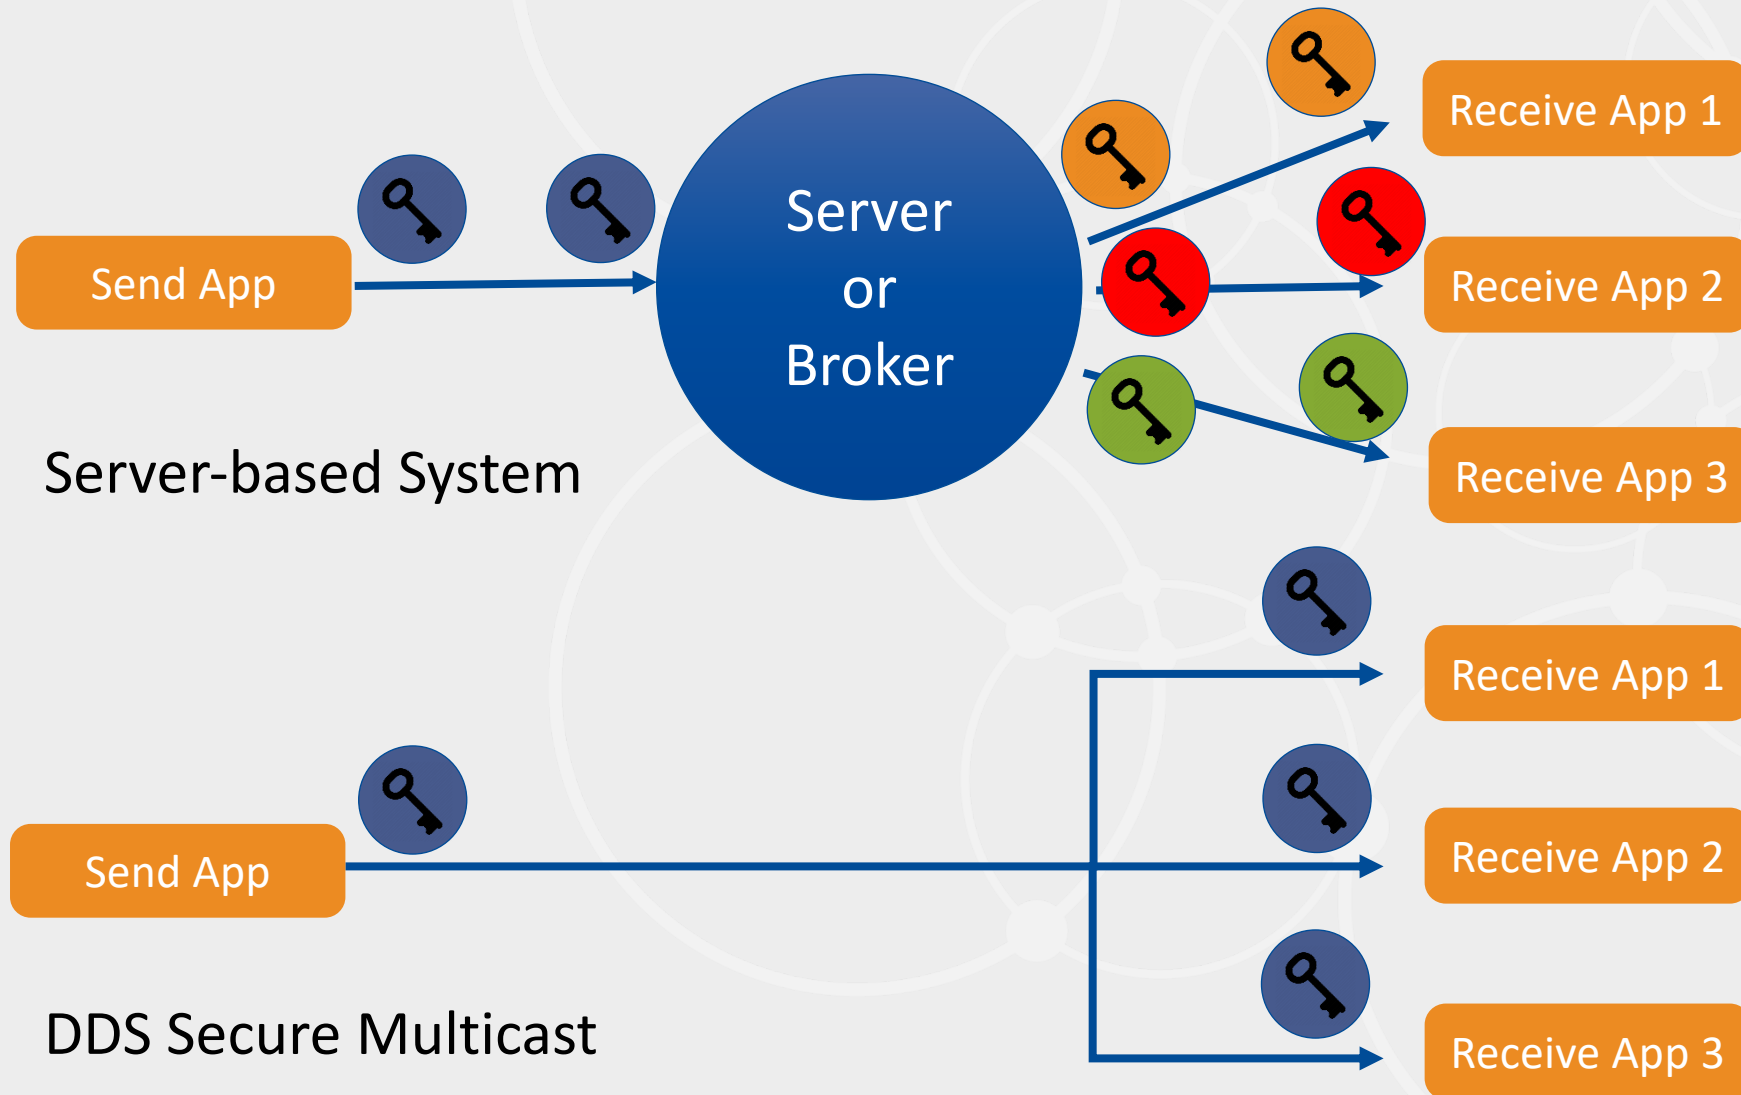 Receive App 1
Server
or
Broker
Send App
Receive App 2
Server-based System
Receive App 3
Receive App 1
Send App
Receive App 2
DDS Secure Multicast
Receive App 3